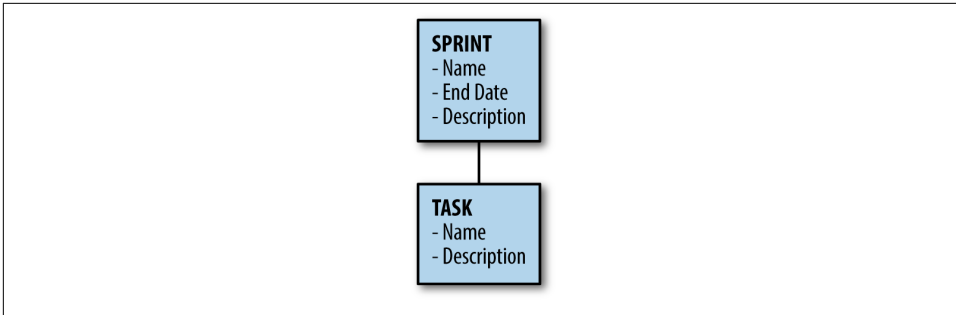 SPRINT
- Name
- End Date
- Description
TASK
- Name
- Description